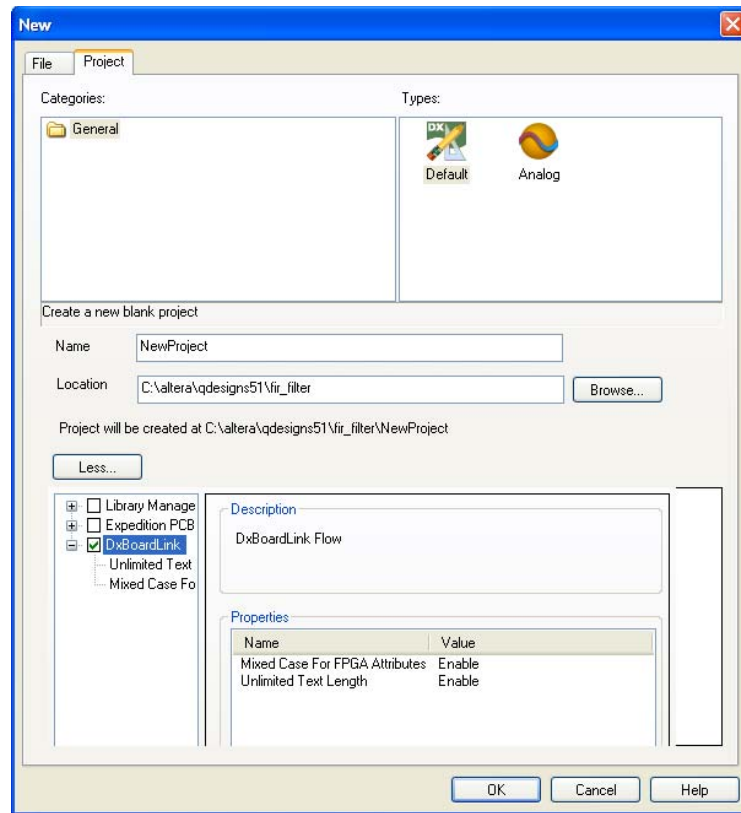 New
File Project
Categories: Types:
General
DX
Default Analog
Create a new blank project
Name NewProject
Location C:\altera\qdesigns51\fir_filter Browse...
Project will be created at C:\altera\qdesigns51\fir_filter\NewProject
Less...
Library Manage
Expedition PCB
DxBoardLink
Unlimited Text
Mixed Case Fo
Description
DxBoardLink Flow
Properties
Name Value
Mixed Case For FPGA Attributes Enable
Unlimited Text Length Enable
OK Cancel Help